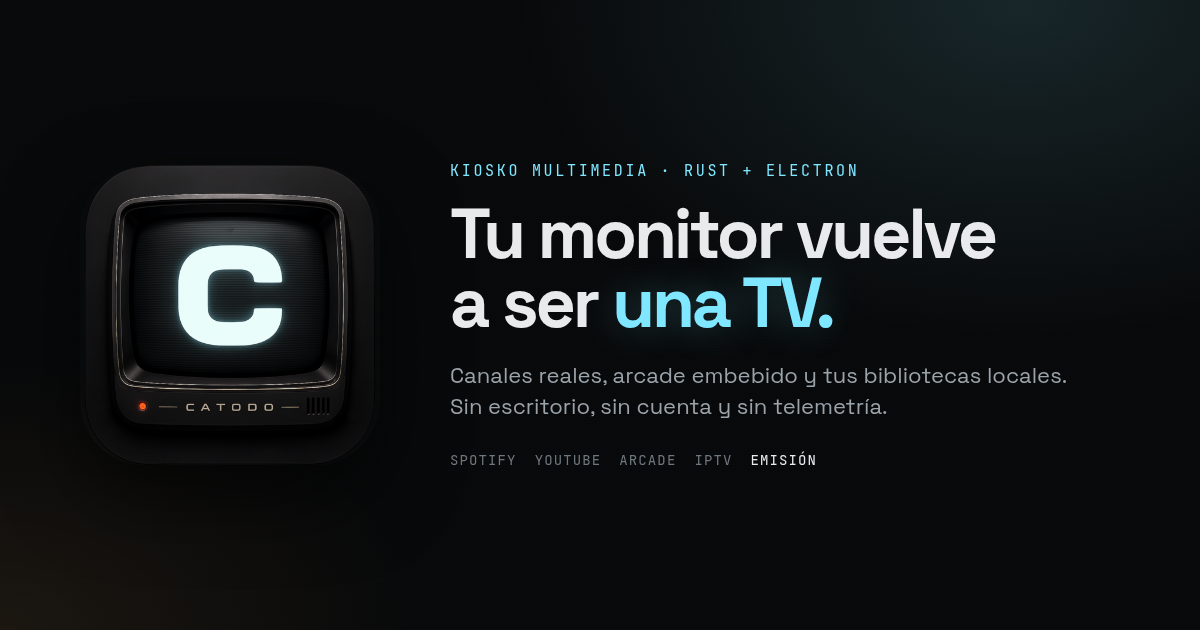 C
CATODO
KIOSKO MULTIMEDIA · RUST + ELECTRON
Tu monitor vuelve
a ser una TV.
Canales reales, arcade embebido y tus bibliotecas locales.
Sin escritorio, sin cuenta y sin telemetría.
SPOTIFY YOUTUBE ARCADE IPTV EMISIÓN